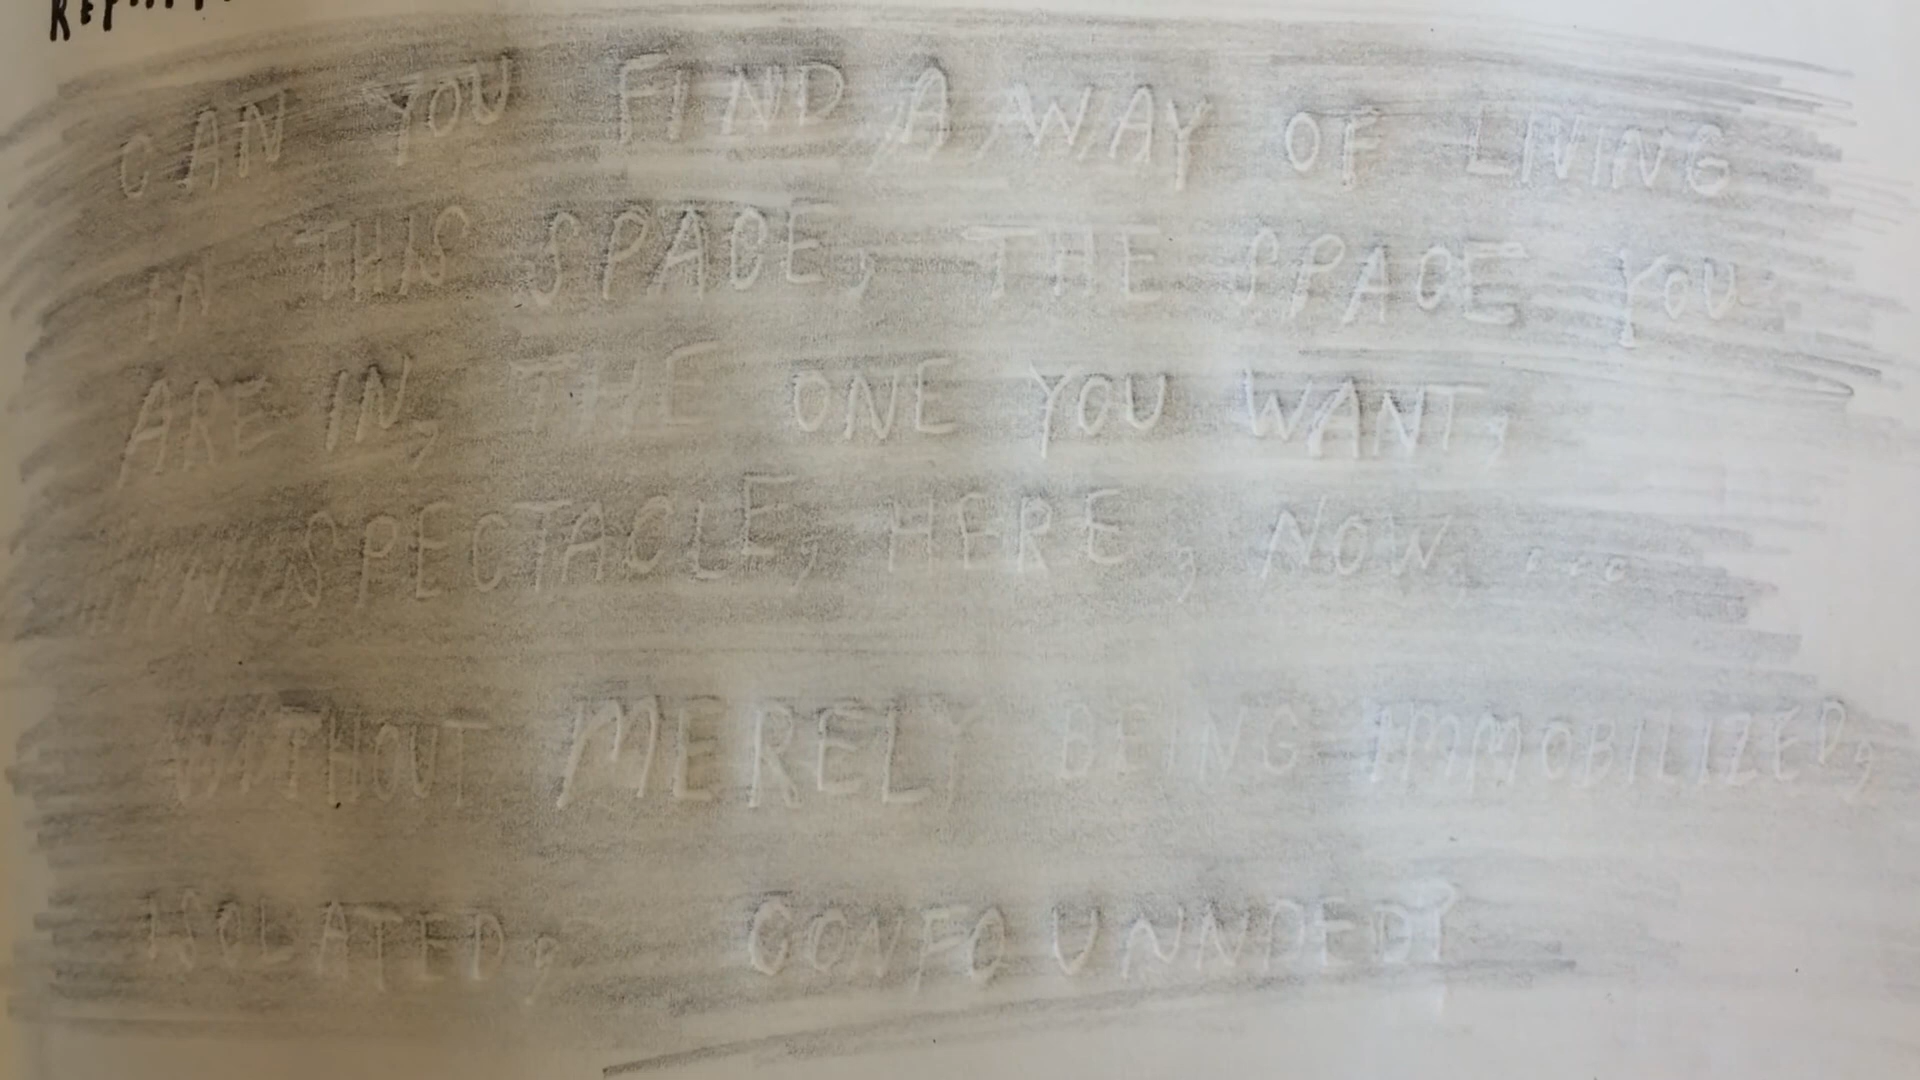 CAN YOU FIND A WAY OF LIVING
IN THIS SPACE, THE SPACE YOU
ARE IN, THE ONE YOU WANT,
IN SPECTACLE, HERE, NOW, ...
WITHOUT MERELY BEING IMMOBILIZED,
ISOLATED, CONFOUNNDED?